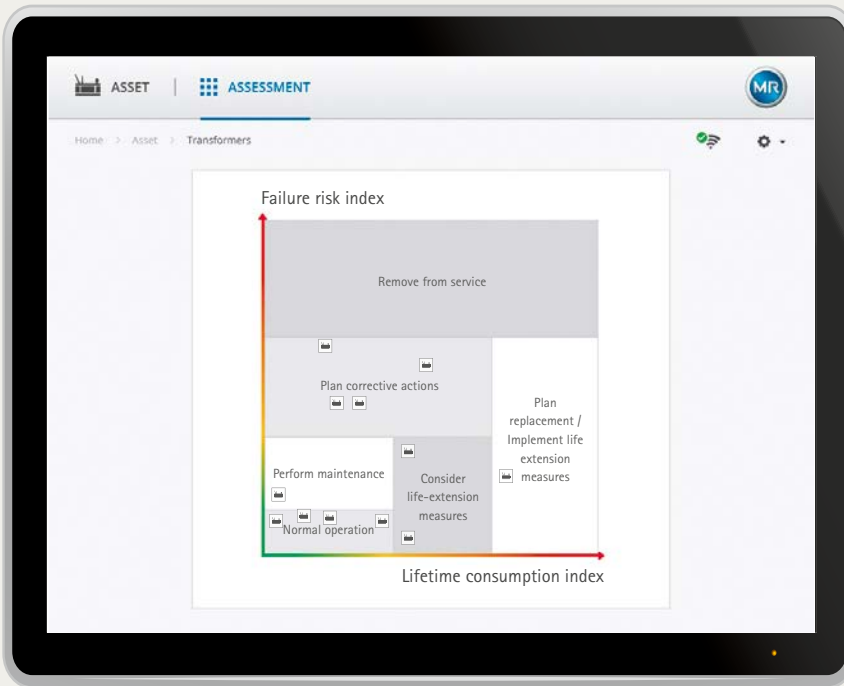 ASSET | ASSESSMENT
MR
Home > Asset > Transformers
Failure risk index
Remove from service
Plan corrective actions
Plan
replacement /
Implement life
extension
measures
Perform maintenance
Consider
life-extension
measures
Normal operation
Lifetime consumption index